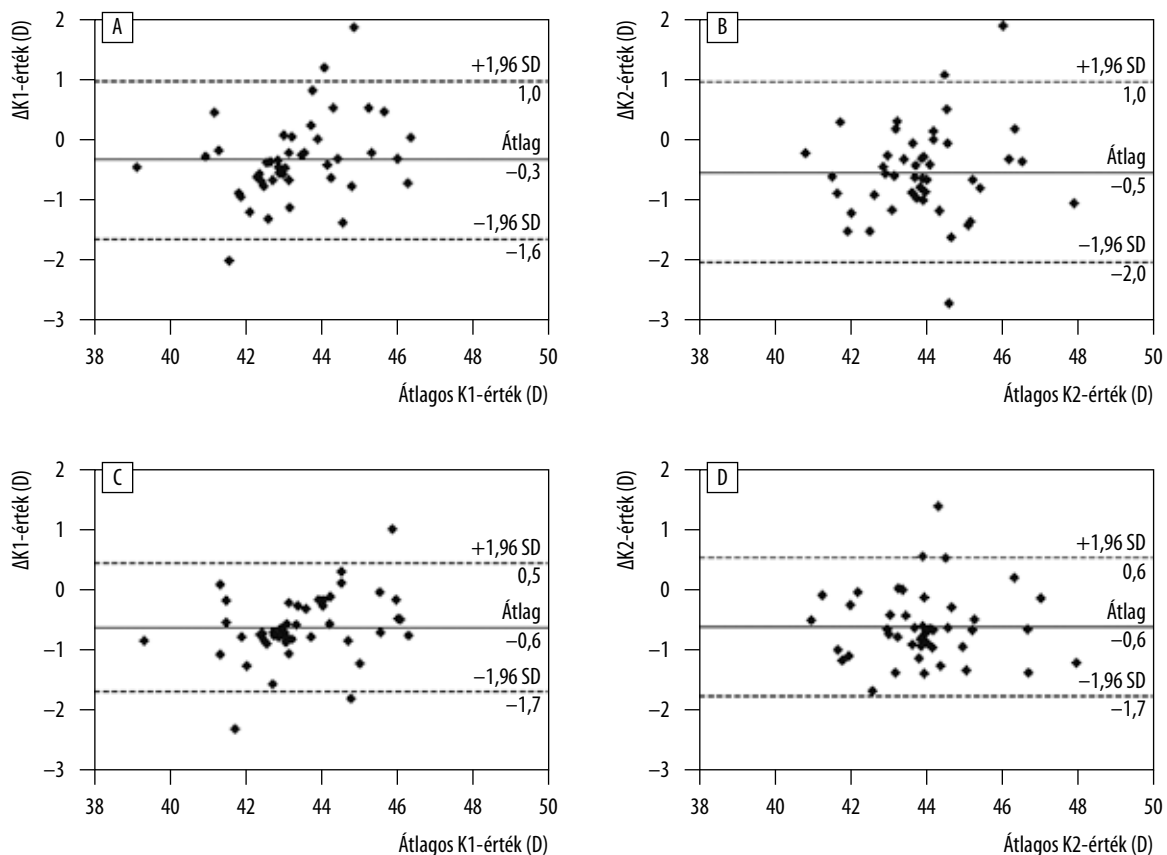 A
ΔK1-érték (D)
2
1
0
−1
−2
−3
+1,96 SD
1,0
Átlag
−0,3
−1,96 SD
−1,6
38 40 42 44 46 48 50
Átlagos K1-érték (D)
B
ΔK2-érték (D)
2
1
0
−1
−2
−3
+1,96 SD
1,0
Átlag
−0,5
−1,96 SD
−2,0
38 40 42 44 46 48 50
Átlagos K2-érték (D)
C
ΔK1-érték (D)
2
1
0
−1
−2
−3
+1,96 SD
0,5
Átlag
−0,6
−1,96 SD
−1,7
38 40 42 44 46 48 50
Átlagos K1-érték (D)
D
ΔK2-érték (D)
2
1
0
−1
−2
−3
+1,96 SD
0,6
Átlag
−0,6
−1,96 SD
−1,7
38 40 42 44 46 48 50
Átlagos K2-érték (D)